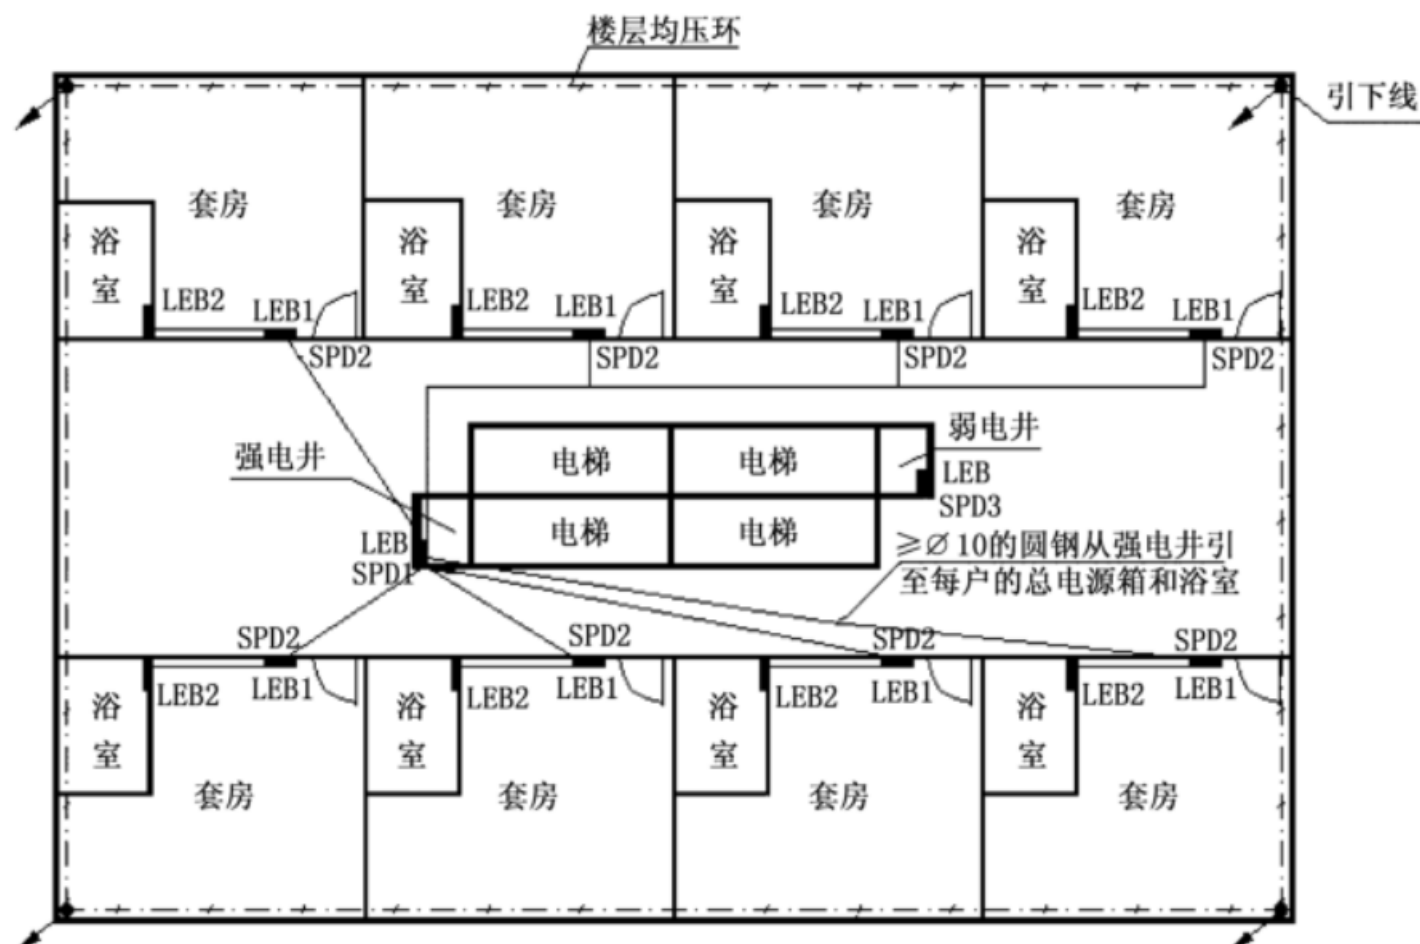 楼层均压环
引下线
套房
套房
套房
套房
浴室
浴室
浴室
浴室
LEB2
LEB1
LEB2
LEB1
LEB2
LEB1
LEB2
LEB1
SPD2
SPD2
SPD2
SPD2
强电井
电梯
电梯
弱电井
LEB
SPD3
LEB
SPD1
电梯
电梯
≥∅10的圆钢从强电井引
至每户的总电源箱和浴室
SPD2
SPD2
SPD2
SPD2
浴室
LEB2
LEB1
浴室
LEB2
LEB1
浴室
LEB2
LEB1
浴室
LEB2
LEB1
套房
套房
套房
套房